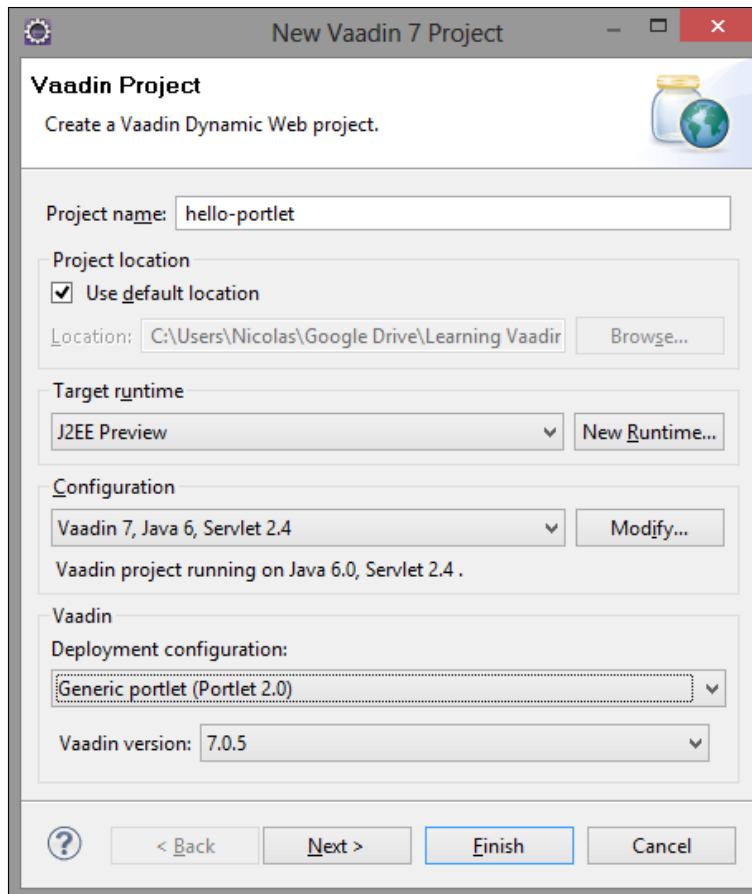 New Vaadin 7 Project
Vaadin Project
Create a Vaadin Dynamic Web project.
Project name: hello-portlet
Project location
Use default location
Location: C:\Users\Nicolas\Google Drive\Learning Vaadir Browse...
Target runtime
J2EE Preview New Runtime...
Configuration
Vaadin 7, Java 6, Servlet 2.4 Modify...
Vaadin project running on Java 6.0, Servlet 2.4 .
Vaadin
Deployment configuration:
Generic portlet (Portlet 2.0)
Vaadin version: 7.0.5
? < Back Next > Finish Cancel